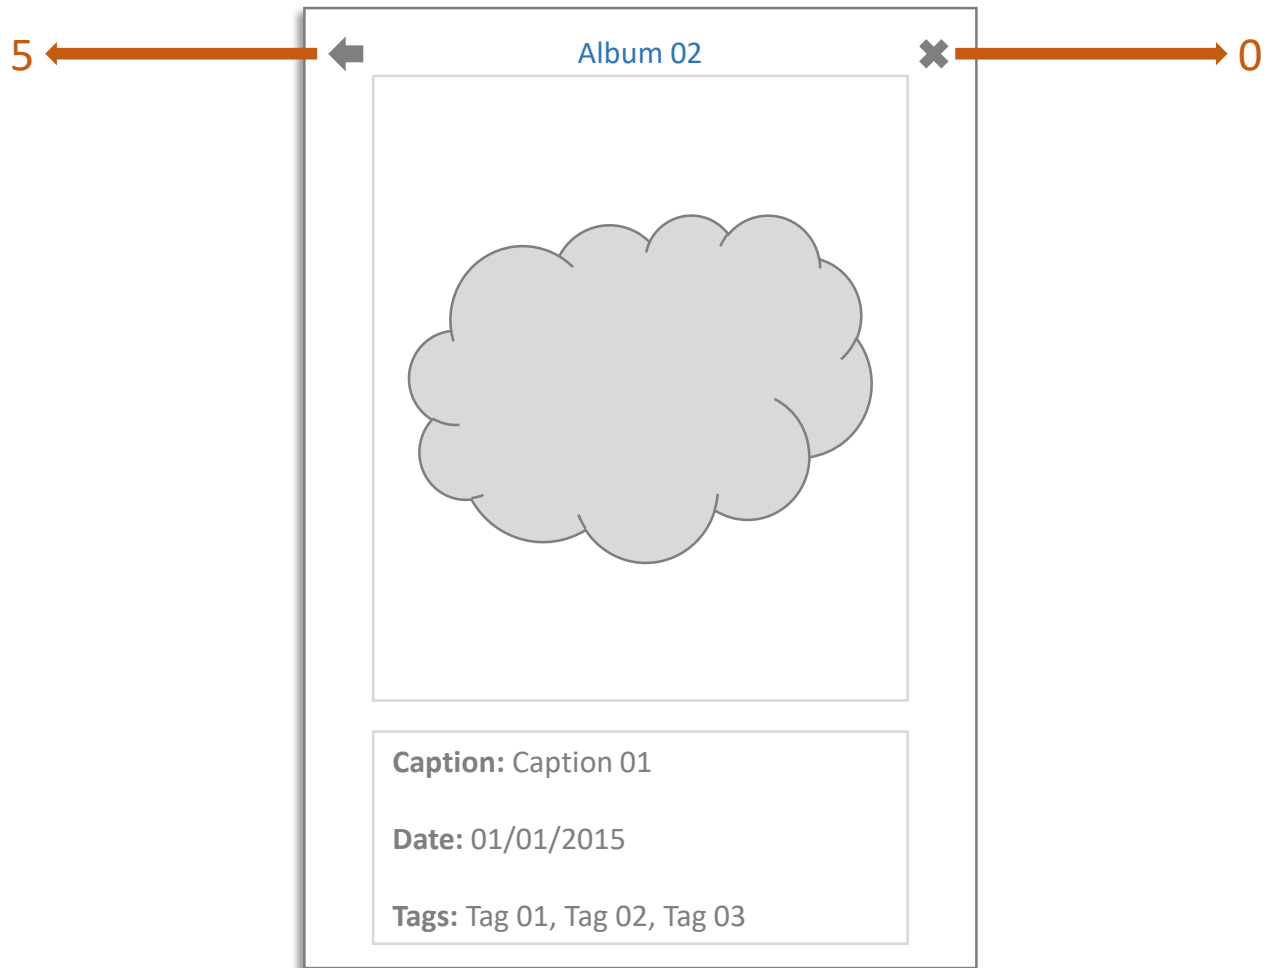 5 Album 02 0
Caption: Caption 01
Date: 01/01/2015
Tags: Tag 01, Tag 02, Tag 03